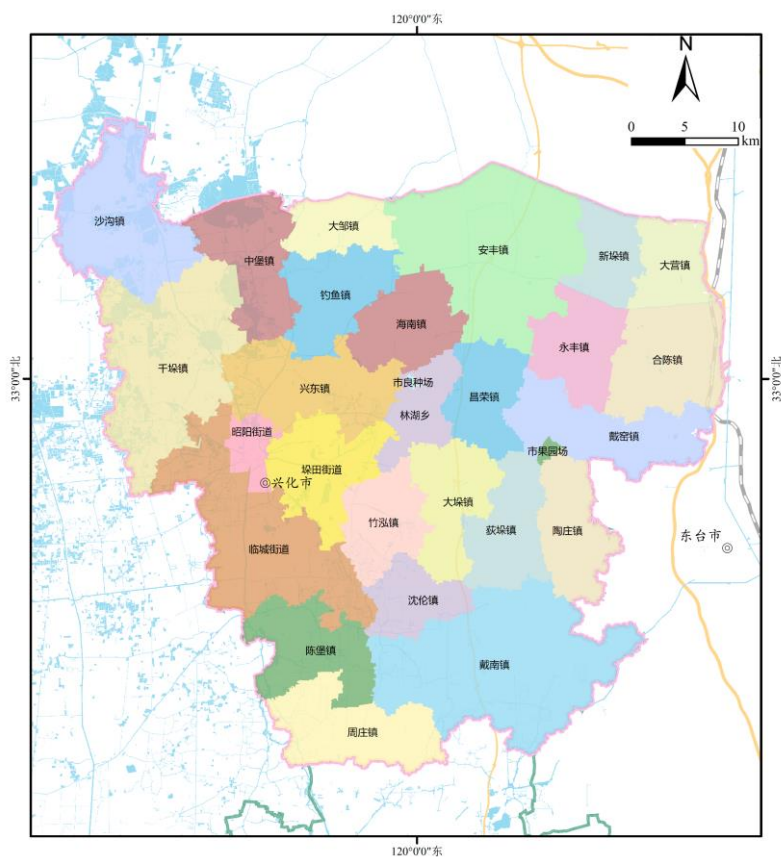 120°0'0"东
N
0 5 10
km
沙沟镇
中堡镇
大邹镇
安丰镇
新垛镇
大营镇
钓鱼镇
海南镇
永丰镇
合陈镇
千垛镇
兴东镇
市良种场
昌荣镇
林湖乡
戴窑镇
昭阳街道
市果园场
垛田街道
兴化市
大垛镇
竹泓镇
荻垛镇
陶庄镇
东台市
临城街道
沈伦镇
陈堡镇
戴南镇
周庄镇
33°0'0"北
33°0'0"北
120°0'0"东